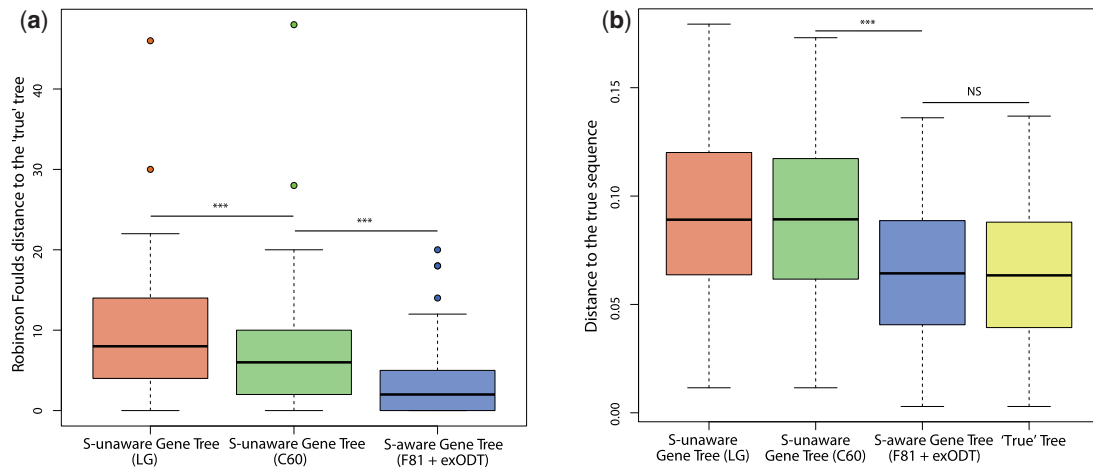 (a)
Robinson Foulds distance to the 'true' tree
40
30
20
10
0
***
***
S-unaware Gene Tree
(LG)
S-unaware Gene Tree
(C60)
S-aware Gene Tree
(F81 + exODT)
(b)
Distance to the true sequence
0.15
0.10
0.05
0.00
***
NS
S-unaware
Gene Tree (LG)
S-unaware
Gene Tree (C60)
S-aware Gene Tree
(F81 + exODT)
'True' Tree